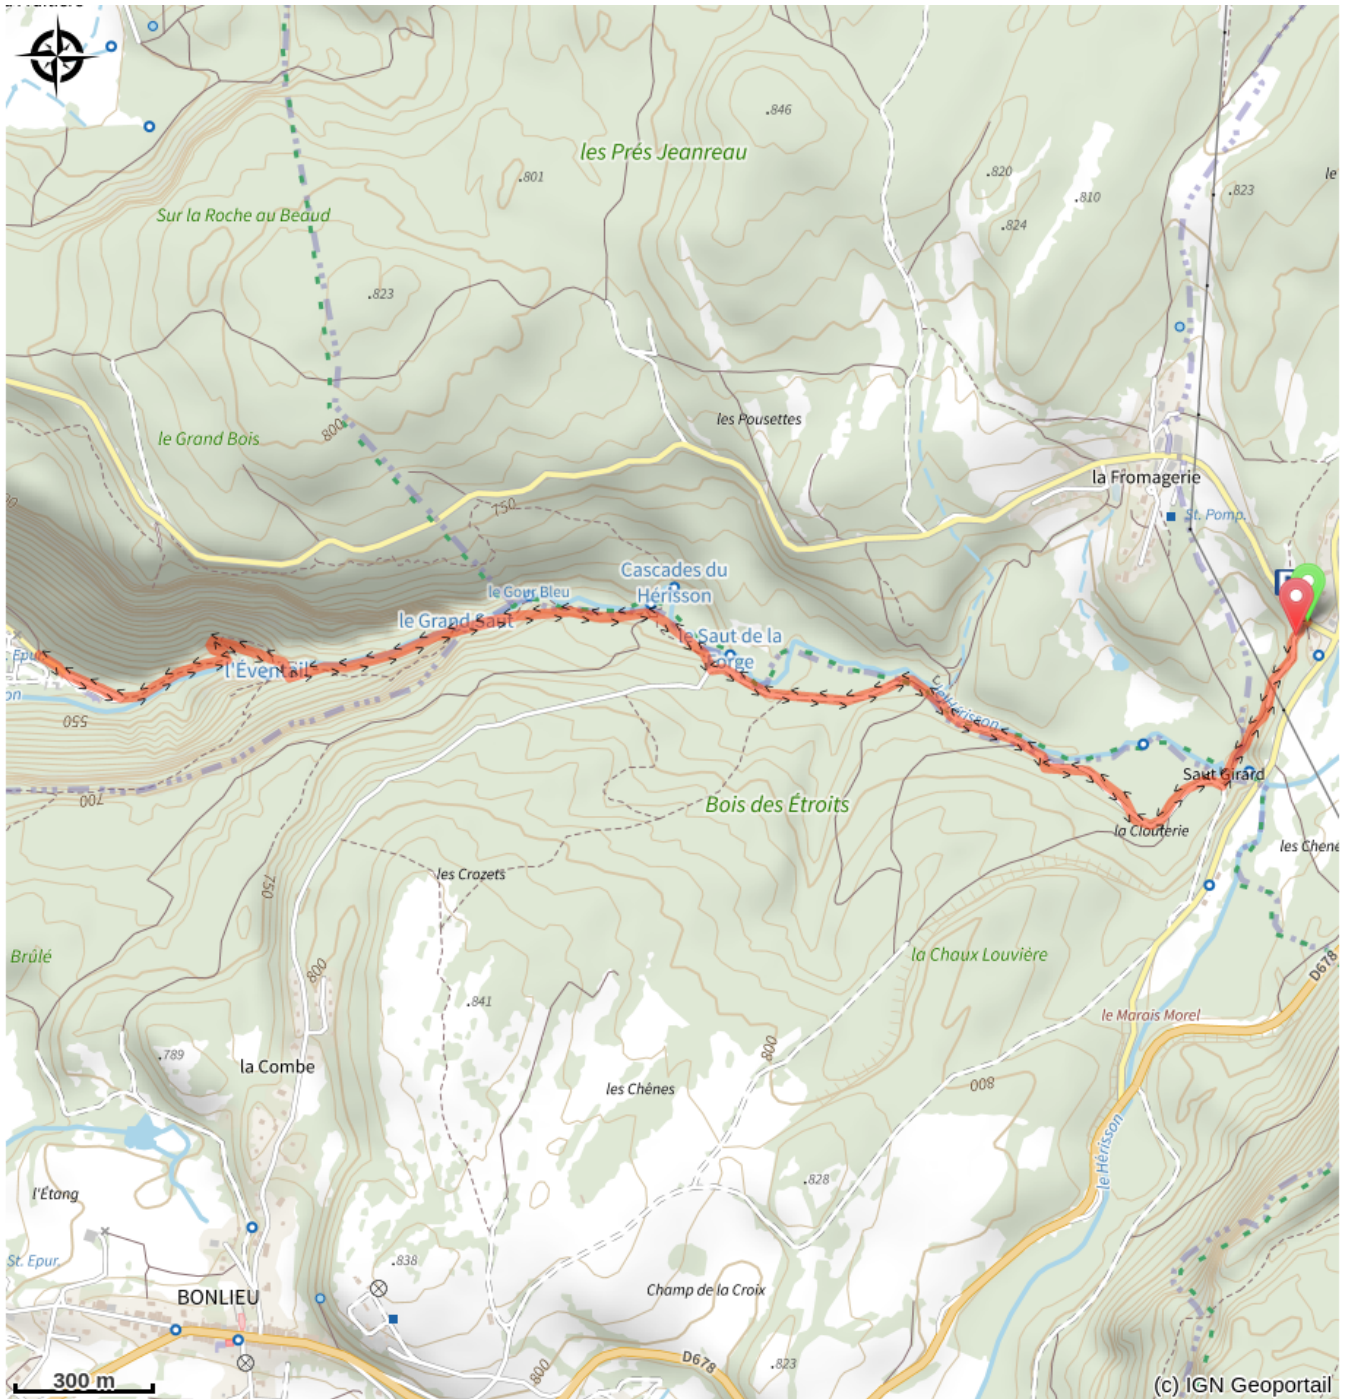 les Prés Jeanreau
.846
.801
.820
.810
.824
.823
le
Sur la Roche au Beaud
.823
les Pousettes
le Grand Bois
800
la Fromagerie
750
St. Pomp.
Cascades du
Hérisson
le Gour Bleu
le Grand Saut
le Saut de la
Forge
l'Éventail
Epur
on
550
le Hérisson
Saut Girard
700
Bois des Étroits
la Clouterie
les Chene
les Crozets
750
Brûlé
la Chaux Louvière
800
D678
.841
le Marais Morel
.789
la Combe
800
les Chênes
800
le Hérisson
l'Étang
.828
St. Epur.
.838
BONLIEU
Champ de la Croix
D678
.823
800
300 m
(c) IGN Geoportail